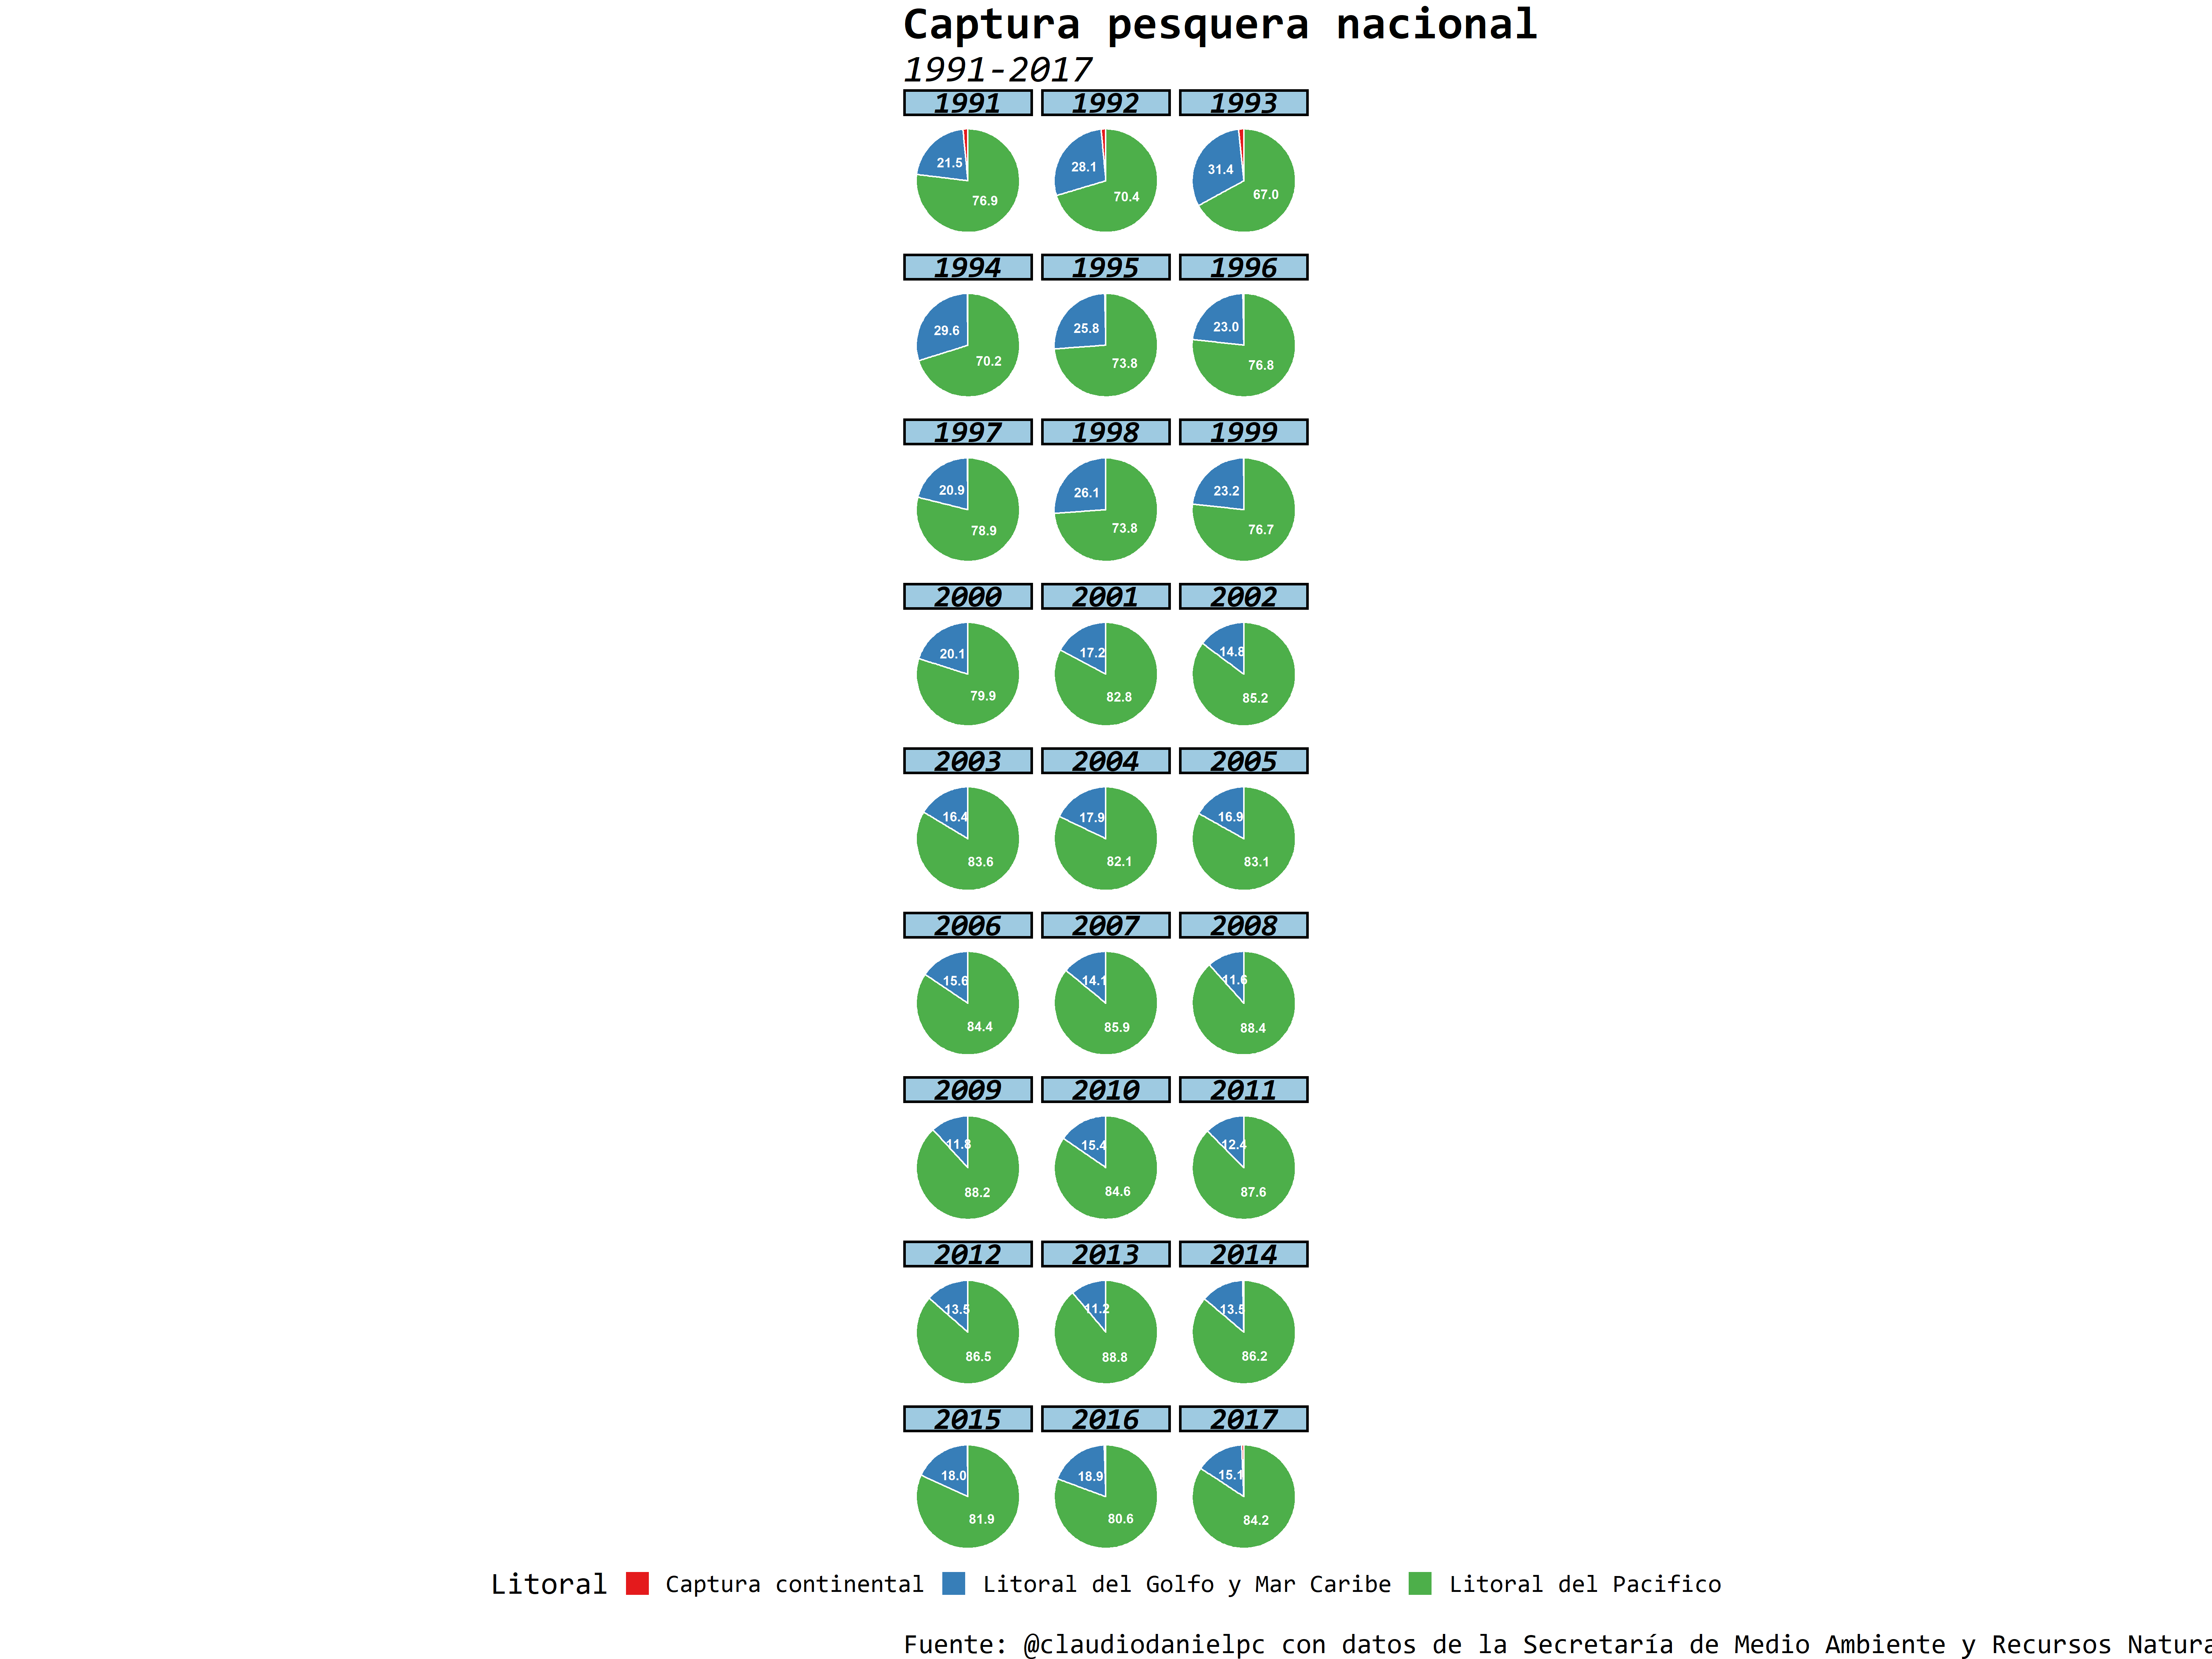 Captura pesquera nacional
1991-2017
1991 1992 1993
21.5 76.9 28.1 70.4 31.4 67.0
1994 1995 1996
29.6 70.2 25.8 73.8 23.0 76.8
1997 1998 1999
20.9 78.9 26.1 73.8 23.2 76.7
2000 2001 2002
20.1 79.9 17.2 82.8 14.8 85.2
2003 2004 2005
16.4 83.6 17.9 82.1 16.9 83.1
2006 2007 2008
15.6 84.4 14.1 85.9 11.6 88.4
2009 2010 2011
11.8 88.2 15.4 84.6 12.4 87.6
2012 2013 2014
13.5 86.5 11.2 88.8 13.5 86.2
2015 2016 2017
18.0 81.9 18.9 80.6 15.1 84.2
Litoral Captura continental Litoral del Golfo y Mar Caribe Litoral del Pacifico
Fuente: @claudiodanielpc con datos de la Secretaría de Medio Ambiente y Recursos Natura